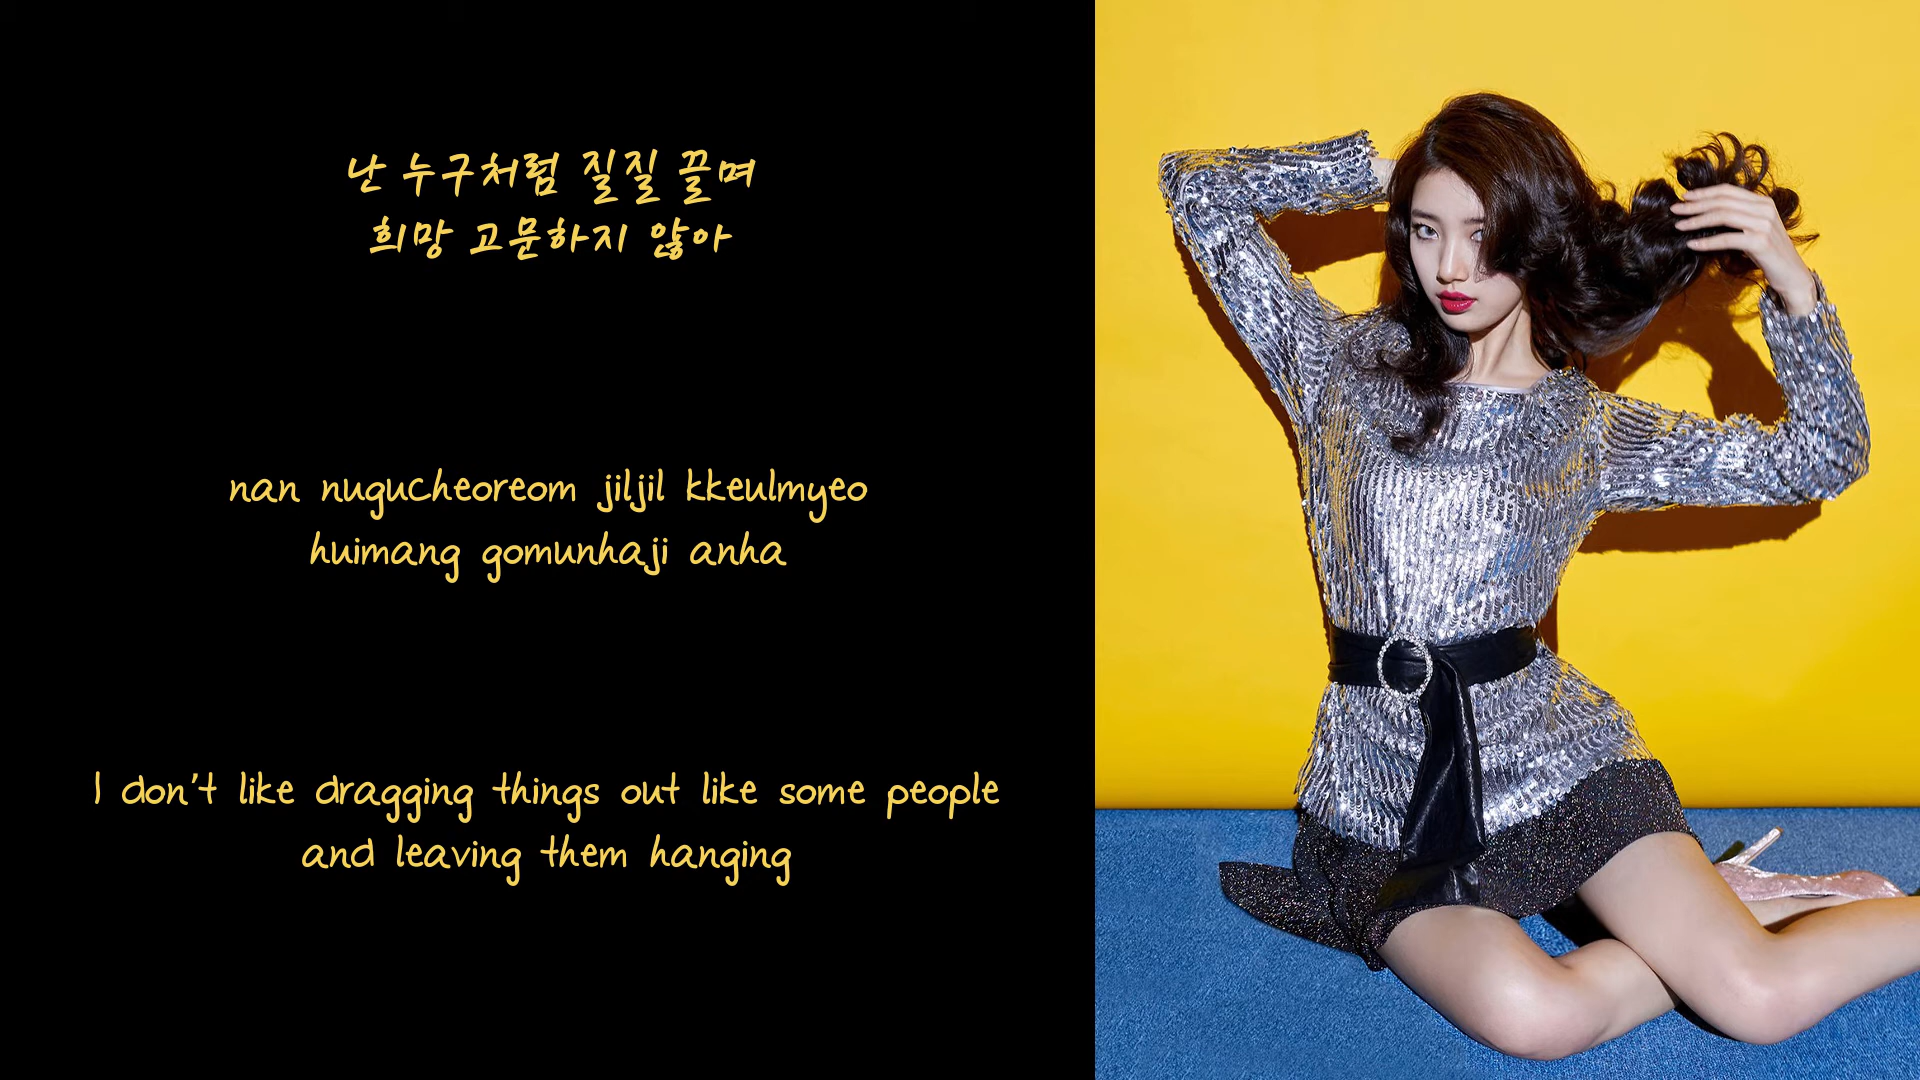 난 누구처럼 질질 끌며
희망 고문하지 않아
nan nugucheoreom jiljil kkeulmyeo
huimang gomunhaji anha
I don't like dragging things out like some people
and leaving them hanging